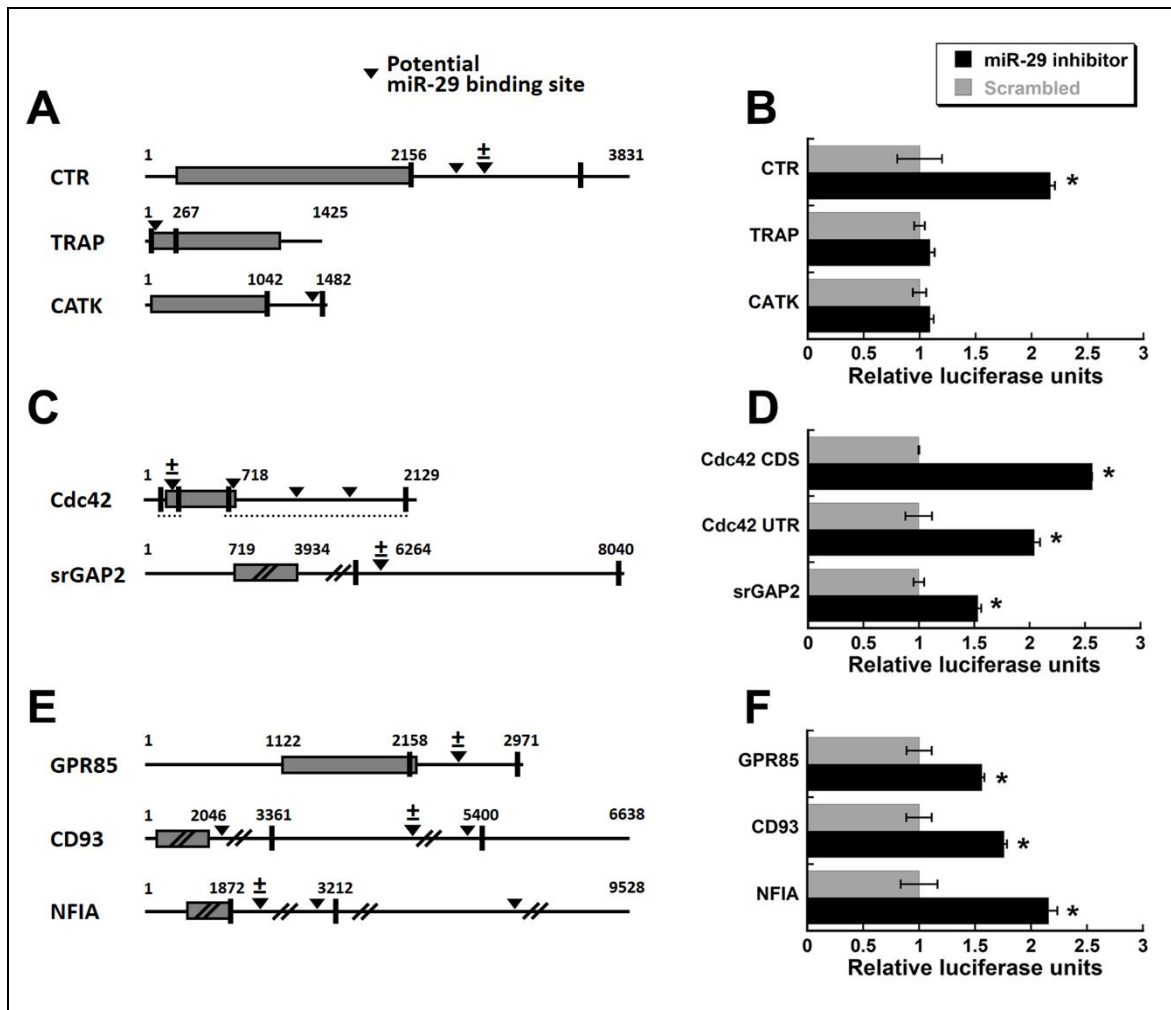 Potential
miR-29 binding site
miR-29 inhibitor
Scrambled
A
1 2156 ± 3831
CTR
1 267 1425
TRAP
1042 1482
CATK
B
CTR
*
TRAP
CATK
0 0.5 1 1.5 2 2.5 3
Relative luciferase units
C
1 ± 718 2129
Cdc42
1 719 3934 ± 6264 8040
srGAP2
D
Cdc42 CDS
*
Cdc42 UTR
*
srGAP2
*
0 0.5 1 1.5 2 2.5 3
Relative luciferase units
E
1 1122 2158 ± 2971
GPR85
1 2046 3361 ± 5400 6638
CD93
1 1872 ± 3212 9528
NFIA
F
GPR85
*
CD93
*
NFIA
*
0 0.5 1 1.5 2 2.5 3
Relative luciferase units